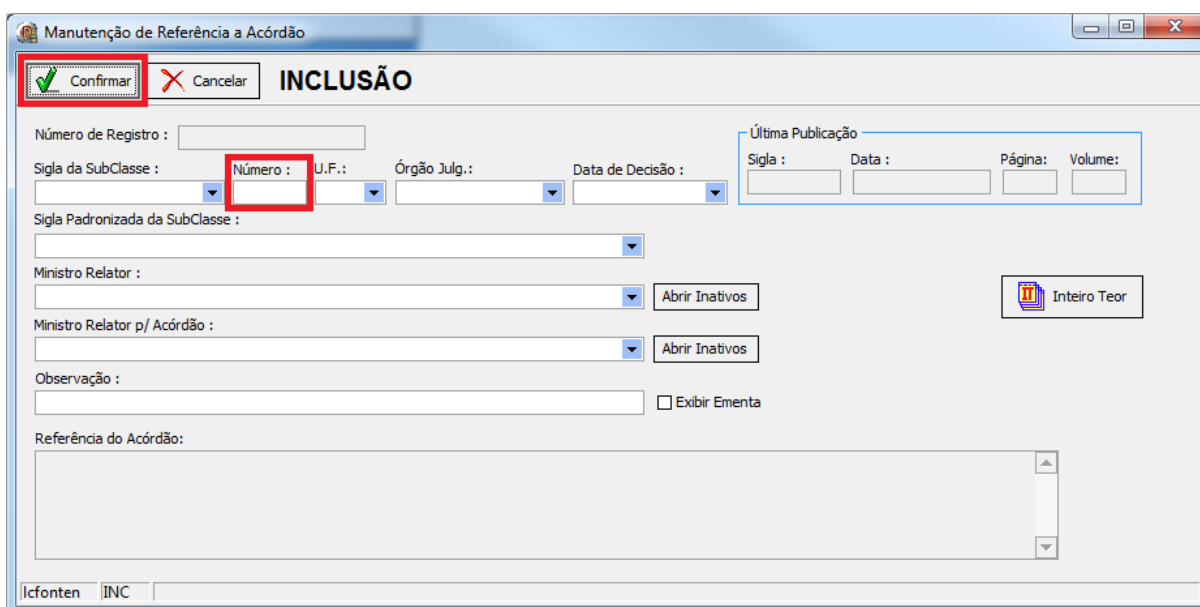 Manutenção de Referência a Acórdão
Confirmar Cancelar INCLUSÃO
Número de Registro :
Última Publicação
Sigla : Data : Página: Volume:
Sigla da SubClasse : Número : U.F.: Órgão Julg.: Data de Decisão :
Sigla Padronizada da SubClasse :
Ministro Relator :
Abrir Inativos
IT Inteiro Teor
Ministro Relator p/ Acórdão :
Abrir Inativos
Observação :
Exibir Ementa
Referência do Acórdão:
lcfonten INC